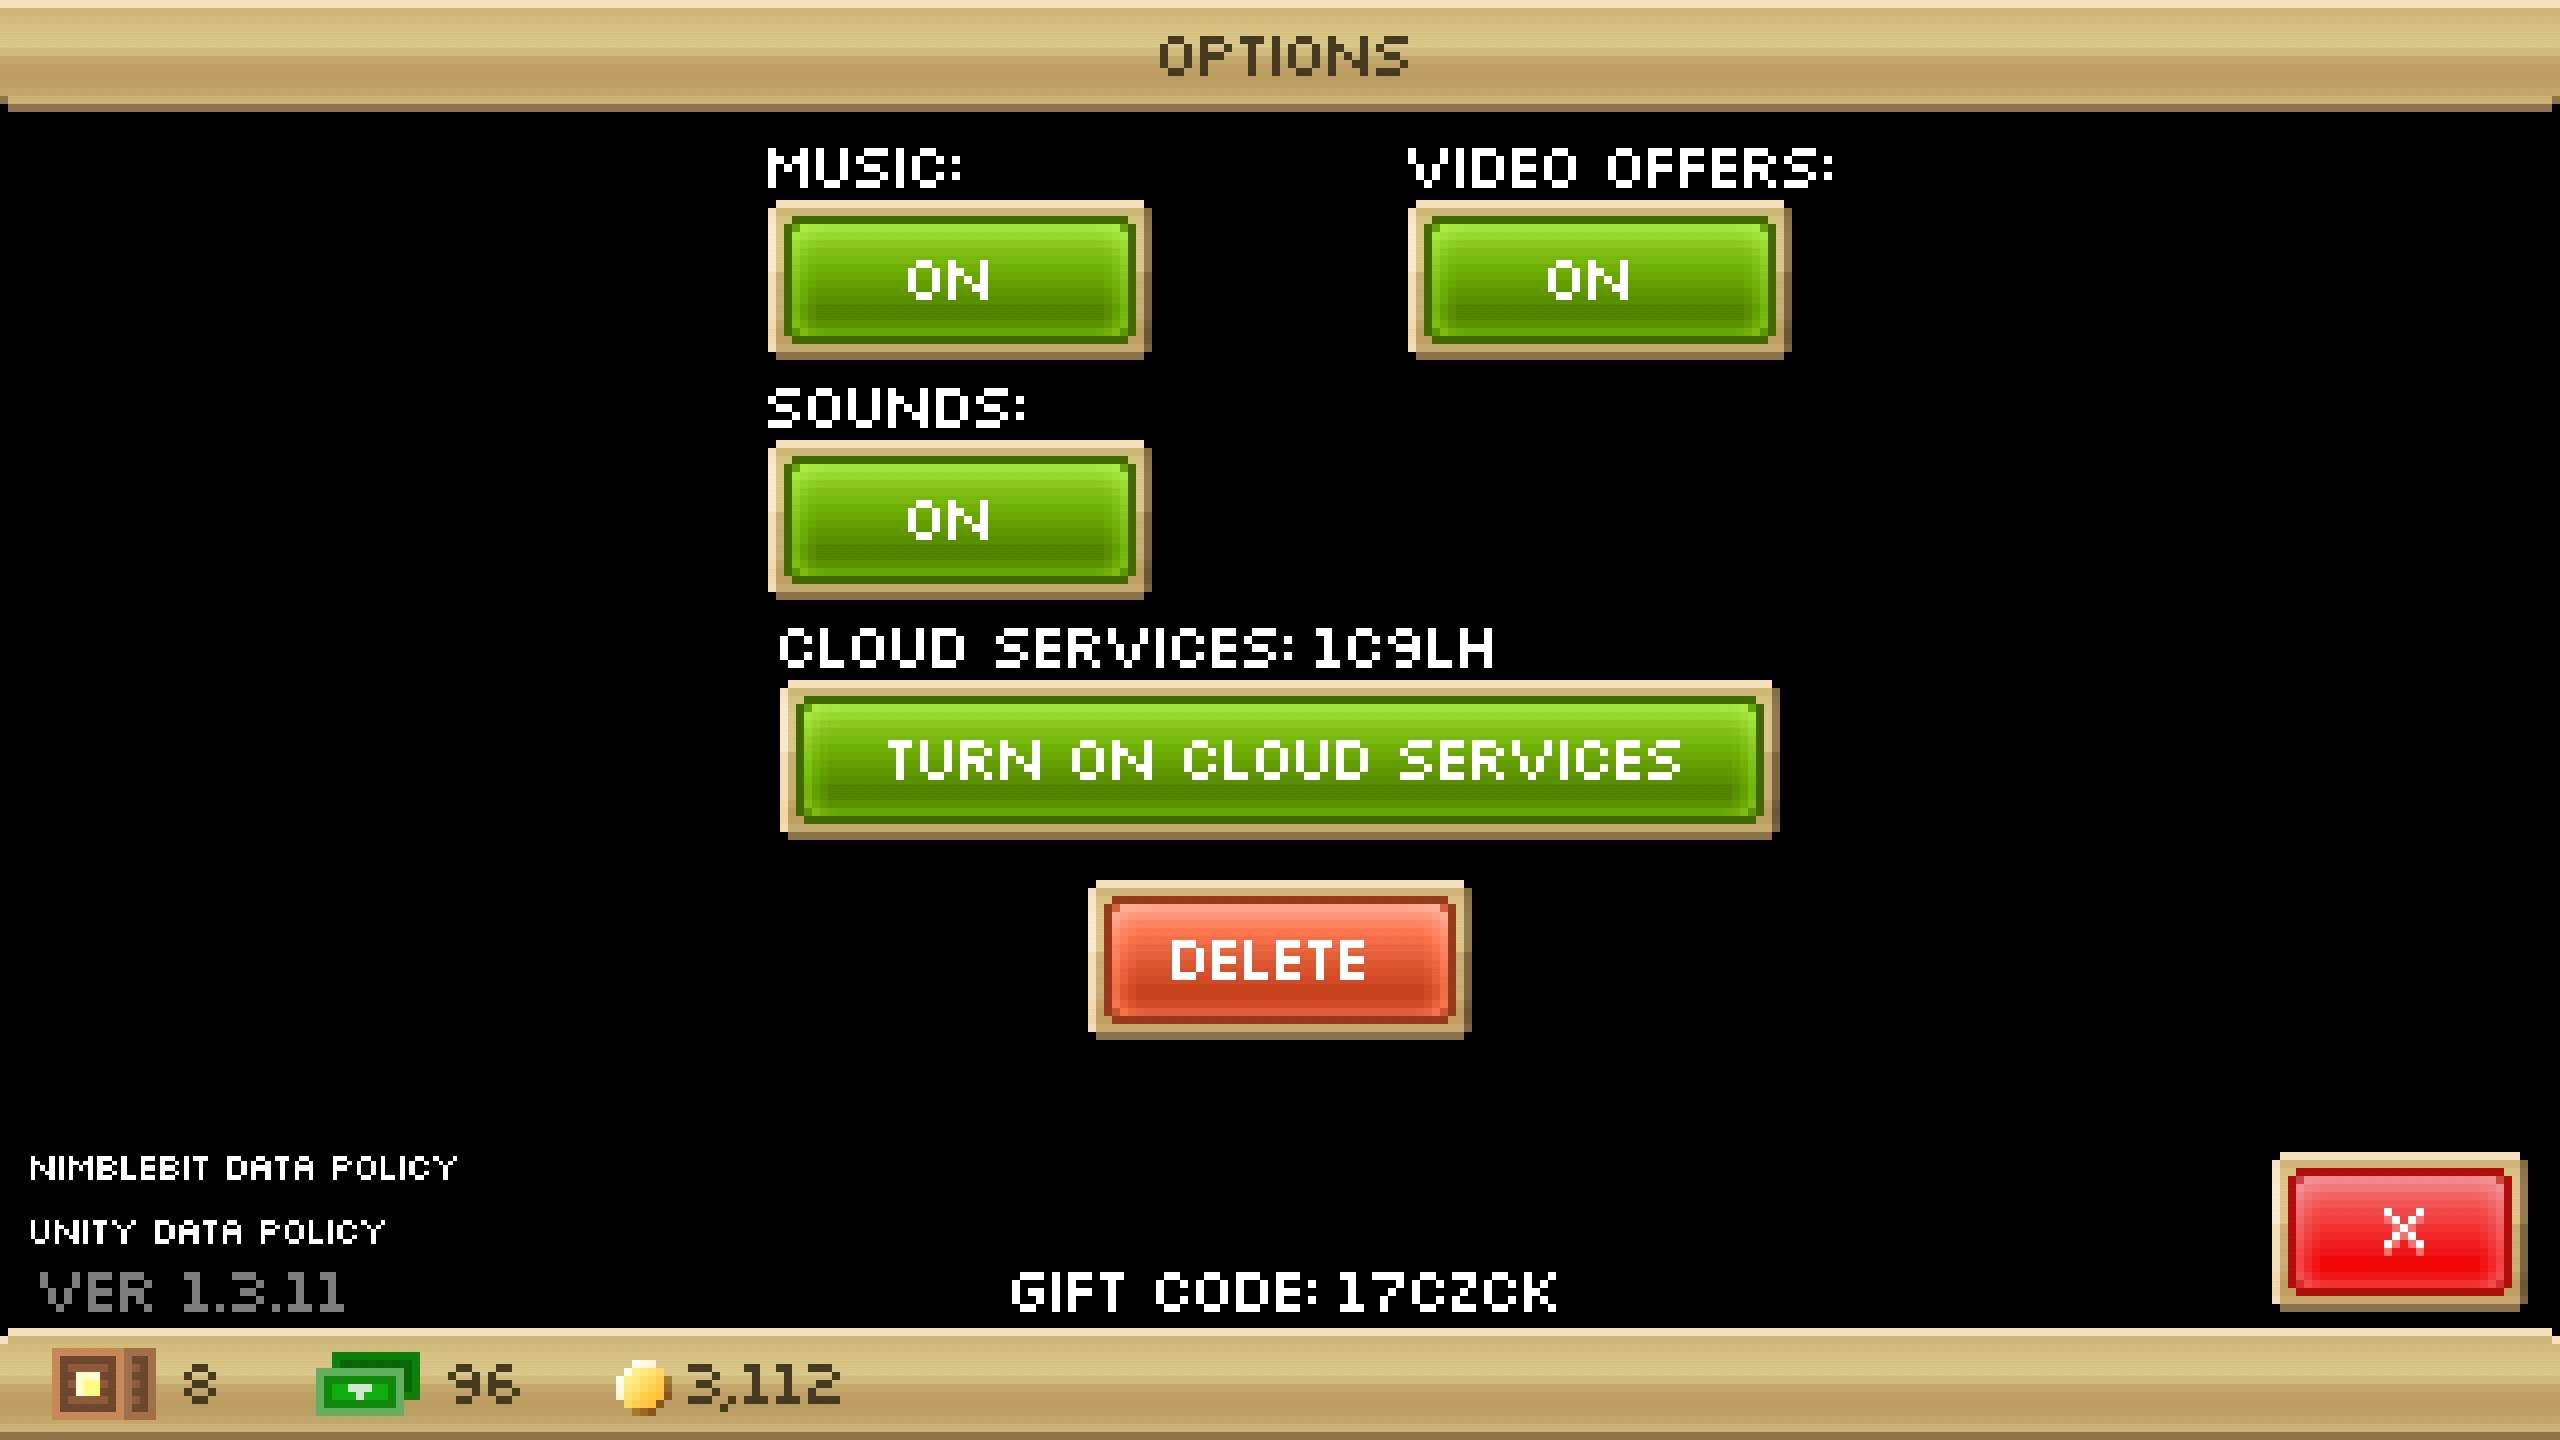 OPTIONS
MUSIC:
VIDEO OFFERS:
ON
ON
SOUNDS:
ON
CLOUD SERVICES: 1C9LH
TURN ON CLOUD SERVICES
DELETE
NIMBLEBIT DATA POLICY
UNITY DATA POLICY
X
VER 1.3.11
GIFT CODE: 17CZCK
8
96
3,112